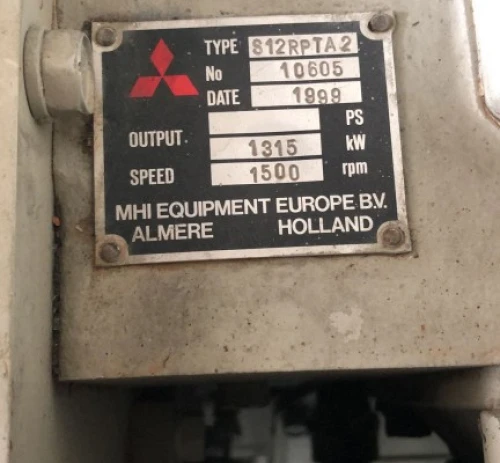 TYPE S12RPTA2
No 10605
DATE 1999
PS
OUTPUT 1315 kW
SPEED 1500 rpm
MHI EQUIPMENT EUROPE B.V.
ALMERE HOLLAND